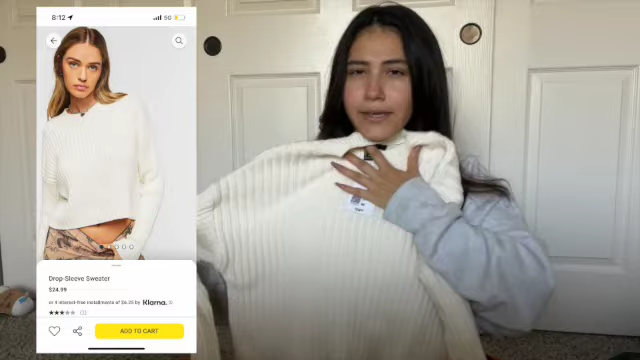 8:12
5G
Drop-Sleeve Sweater
$24.99
or 4 interest-free installments of $6.25 by Klarna.
(1)
ADD TO CART